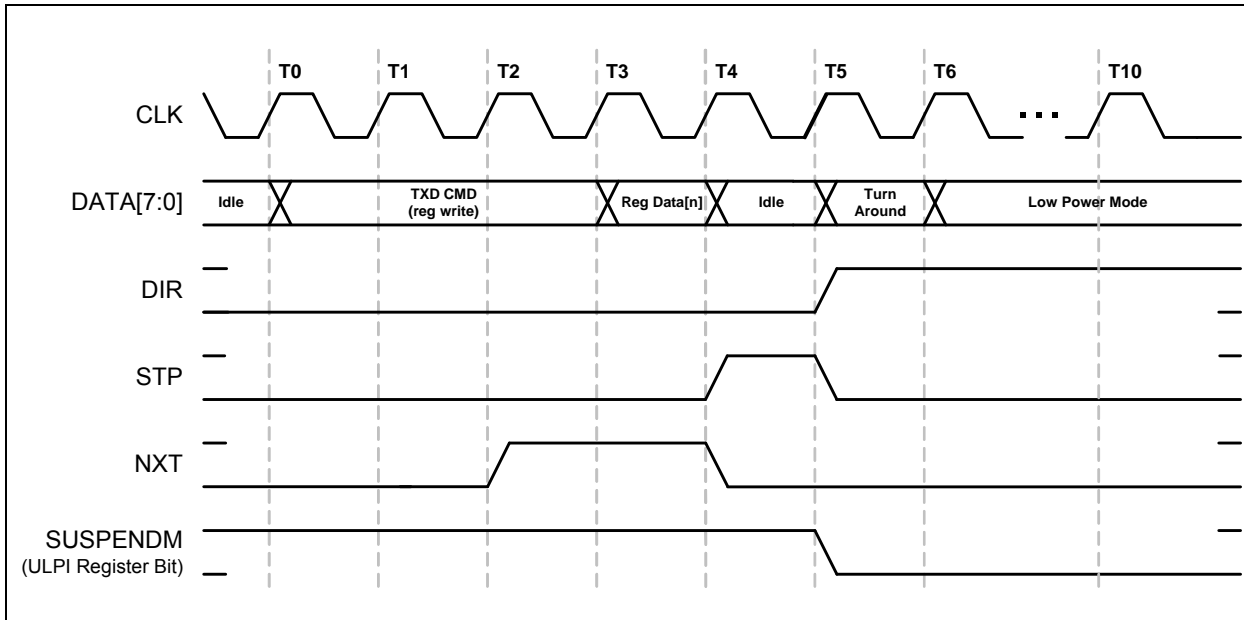 T0 T1 T2 T3 T4 T5 T6 T10
CLK
...
DATA[7:0] Idle TXD CMD Reg Data[n] Idle Turn Low Power Mode
(reg write) Around
DIR
STP
NXT
SUSPENDM
(ULPI Register Bit)